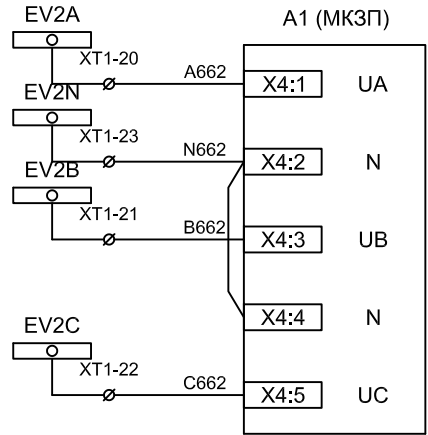 EV2A
A1 (МКЗП)
XT1-20
A662
X4:1
UA
EV2N
XT1-23
N662
X4:2
N
EV2B
XT1-21
B662
X4:3
UB
X4:4
N
EV2C
XT1-22
C662
X4:5
UC